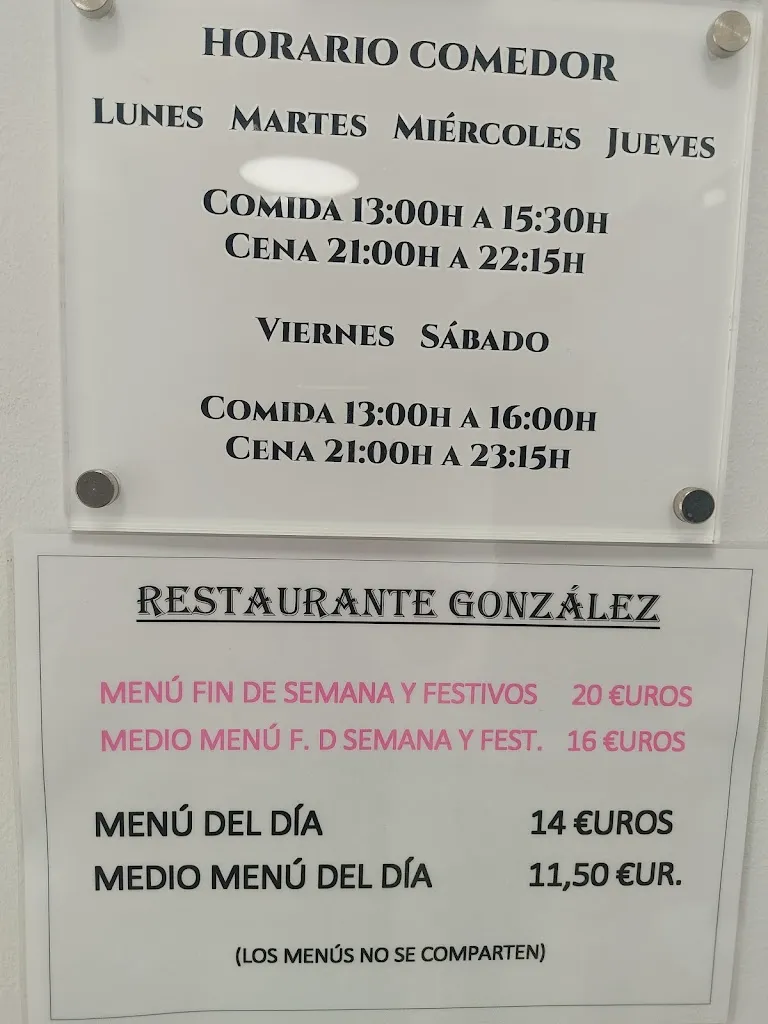 HORARIO COMEDOR
LUNES MARTES MIÉRCOLES JUEVES
COMIDA 13:00H A 15:30H
CENA 21:00H A 22:15H
VIERNES SÁBADO
COMIDA 13:00H A 16:00H
CENA 21:00H A 23:15H
RESTAURANTE GONZÁLEZ
MENÚ FIN DE SEMANA Y FESTIVOS 20 €UROS
MEDIO MENÚ F. D SEMANA Y FEST. 16 €UROS
MENÚ DEL DÍA 14 €UROS
MEDIO MENÚ DEL DÍA 11,50 €UR.
(LOS MENÚS NO SE COMPARTEN)